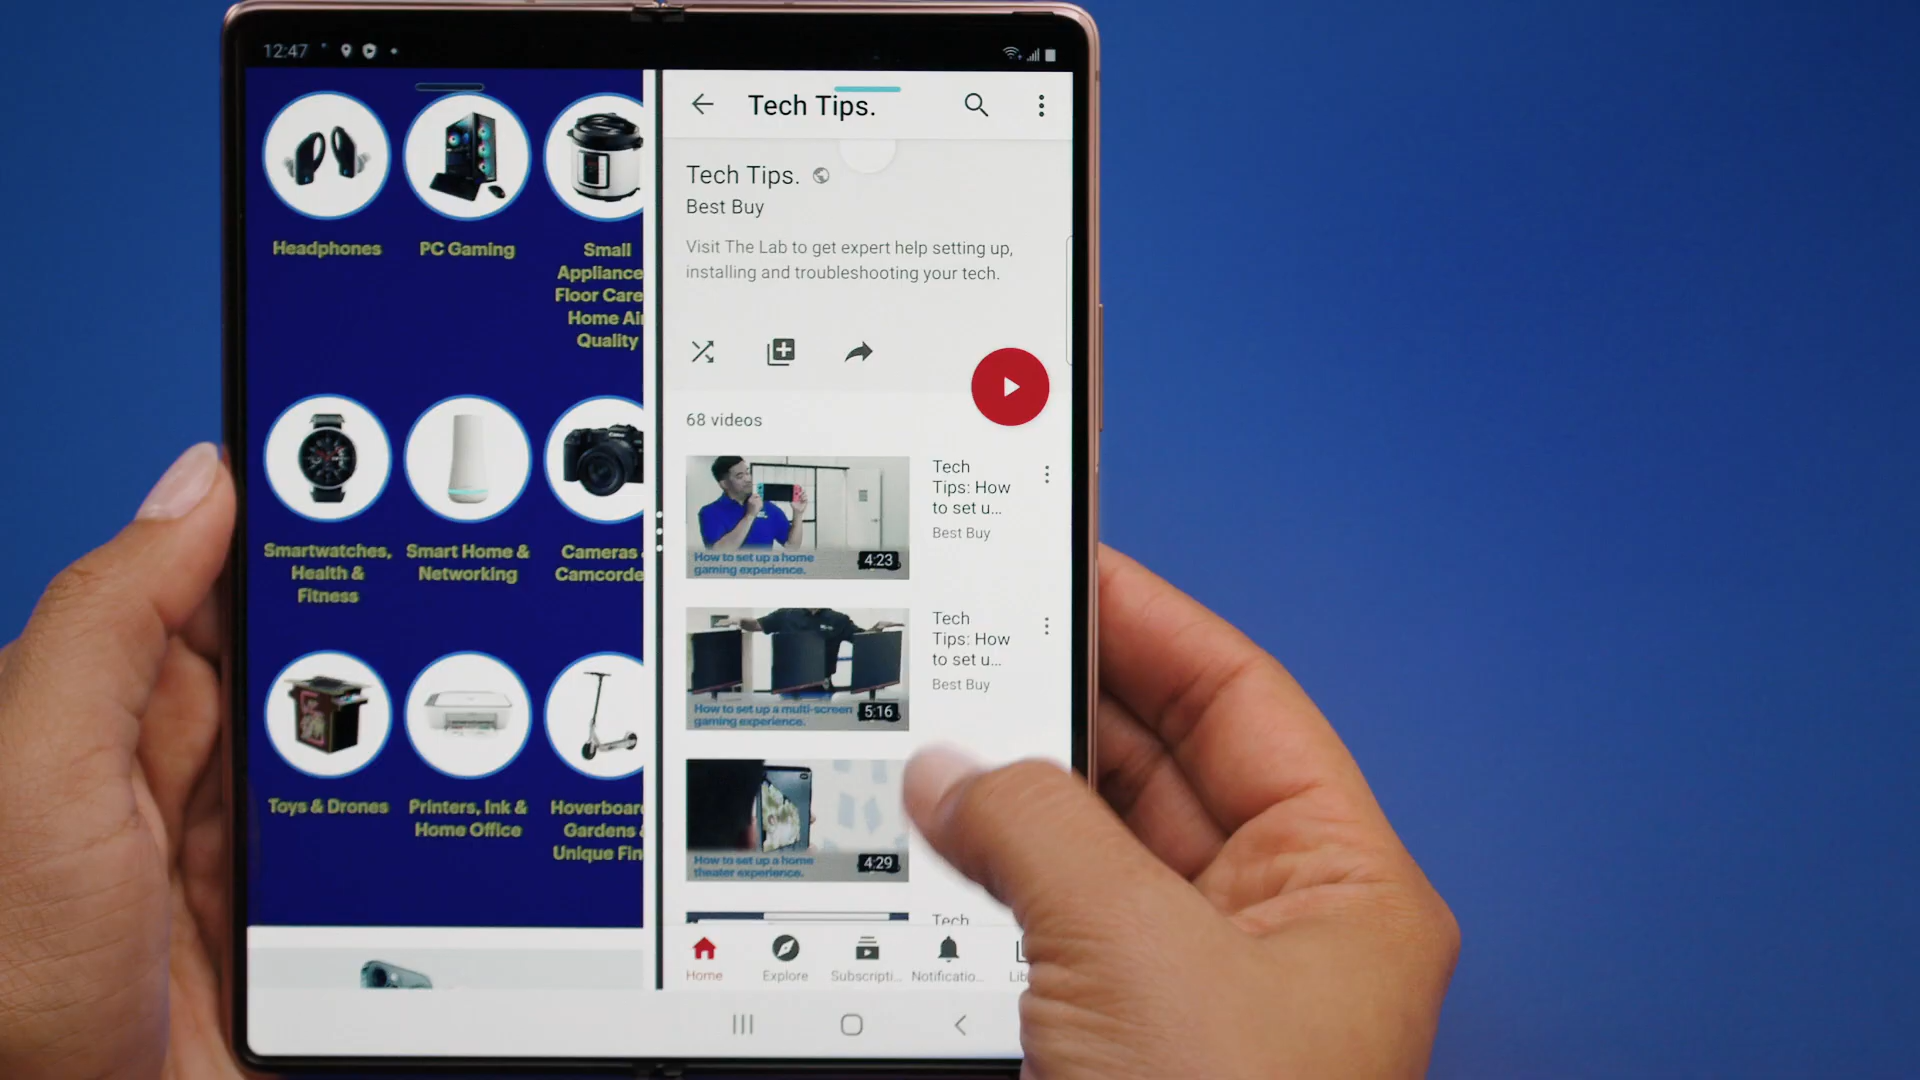 12:47
Headphones
PC Gaming
Small
Appliance
Floor Care
Home Ai
Quality
Smartwatches,
Health &
Fitness
Smart Home &
Networking
Cameras
Camcorde
Toys & Drones
Printers, Ink &
Home Office
Hoverboar
Gardens
Unique Fin
Tech Tips.
Tech Tips.
Best Buy
Visit The Lab to get expert help setting up,
installing and troubleshooting your tech.
68 videos
How to set up a home
gaming experience.
4:23
Tech
Tips: How
to set u...
Best Buy
How to set up a multi-screen
gaming experience.
5:16
Tech
Tips: How
to set u...
Best Buy
How to set up a home
theater experience.
4:29
Tech
Home
Explore
Subscripti...
Notificatio...
Lib